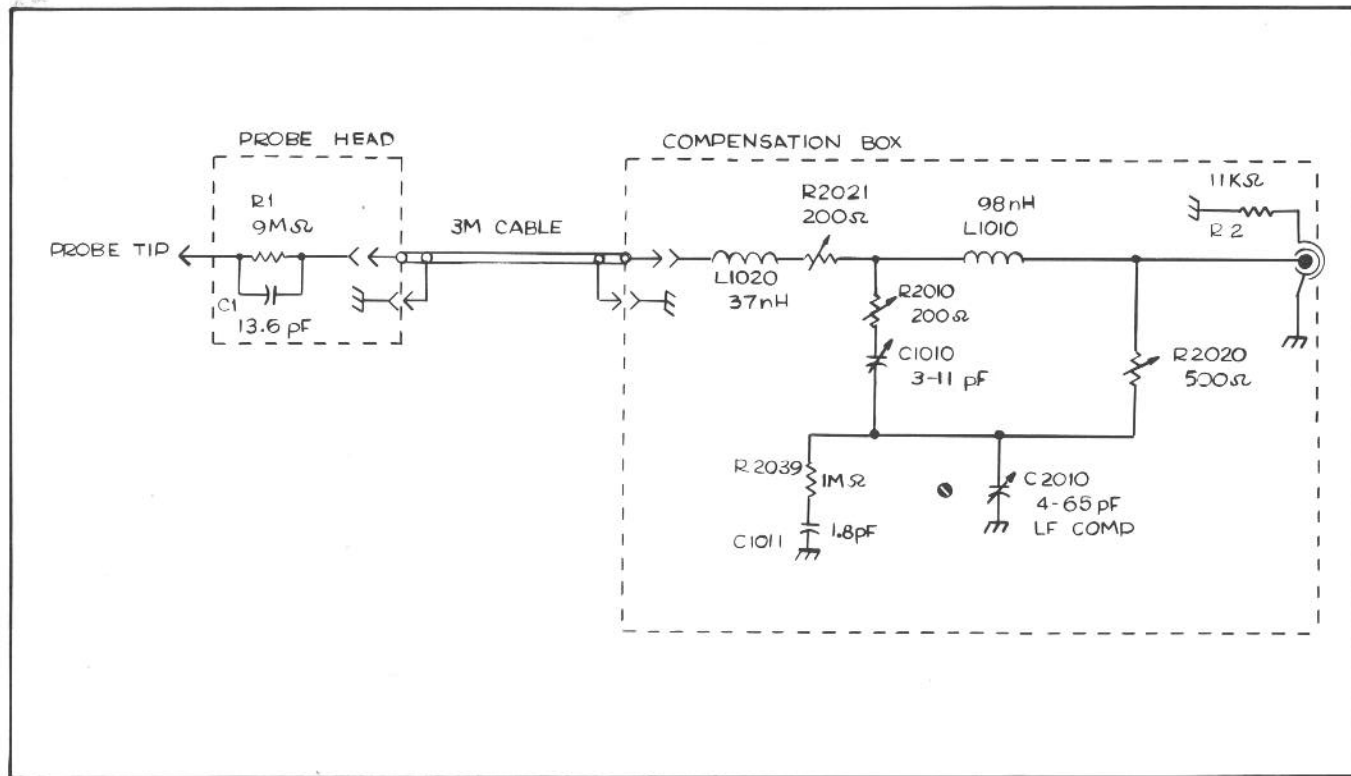 PROBE HEAD
COMPENSATION BOX
R1
9MΩ
PROBE TIP
C1
13.6 pF
3M CABLE
R2021
200Ω
98nH
L1010
11KΩ
R2
L1020
37nH
R2010
200Ω
C1010
3-11 pF
R2020
500Ω
R2039
1MΩ
C1011
1.8pF
C2010
4-65pF
LF COMP